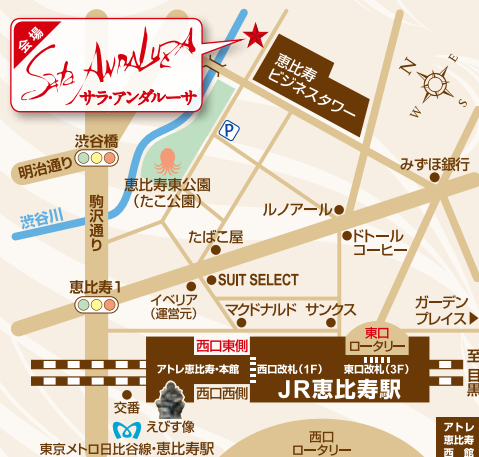 会場
Sala ANDALUZA
サラ・アンダルーサ
恵比寿
ビジネスタワー
N
E
W
S
P
渋谷橋
明治通り
恵比寿東公園
(たこ公園)
みずほ銀行
駒沢通り
渋谷川
ルノアール
たばこ屋
ドトール
コーヒー
SUIT SELECT
恵比寿1
イベリア
(運営元)
マクドナルド
サンクス
ガーデン
プレイス▶
西口東側
東口
ロータリー
アトレ恵比寿・本館
西口改札(1F)
東口改札(3F)
至
目
黒
西口西側
JR恵比寿駅
交番
えびす像
東京メトロ日比谷線・恵比寿駅
西口
ロータリー
アトレ
恵比寿
西館